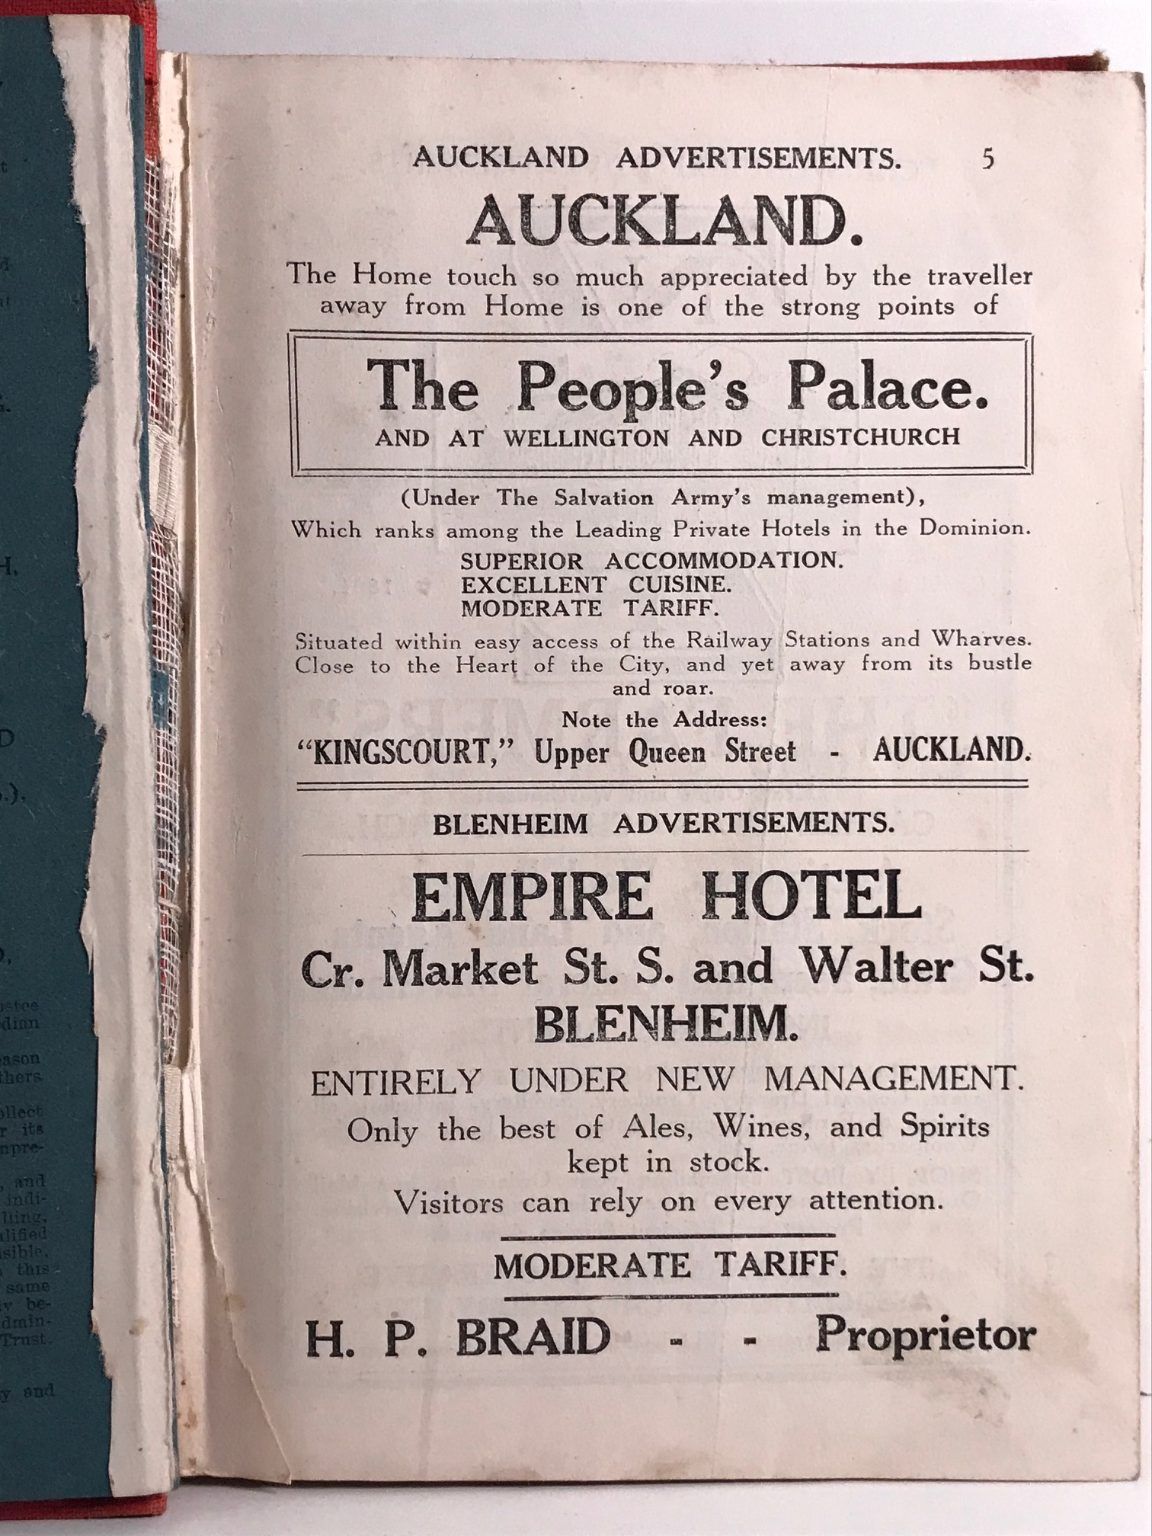 AUCKLAND ADVERTISEMENTS. 5
AUCKLAND.
The Home touch so much appreciated by the traveller
away from Home is one of the strong points of
The People's Palace.
AND AT WELLINGTON AND CHRISTCHURCH
(Under The Salvation Army's management),
Which ranks among the Leading Private Hotels in the Dominion.
SUPERIOR ACCOMMODATION.
EXCELLENT CUISINE.
MODERATE TARIFF.
Situated within easy access of the Railway Stations and Wharves.
Close to the Heart of the City, and yet away from its bustle
and roar.
Note the Address:
"KINGSCOURT," Upper Queen Street - AUCKLAND.
BLENHEIM ADVERTISEMENTS.
EMPIRE HOTEL
Cr. Market St. S. and Walter St.
BLENHEIM.
ENTIRELY UNDER NEW MANAGEMENT.
Only the best of Ales, Wines, and Spirits
kept in stock.
Visitors can rely on every attention.
MODERATE TARIFF.
H. P. BRAID - - Proprietor